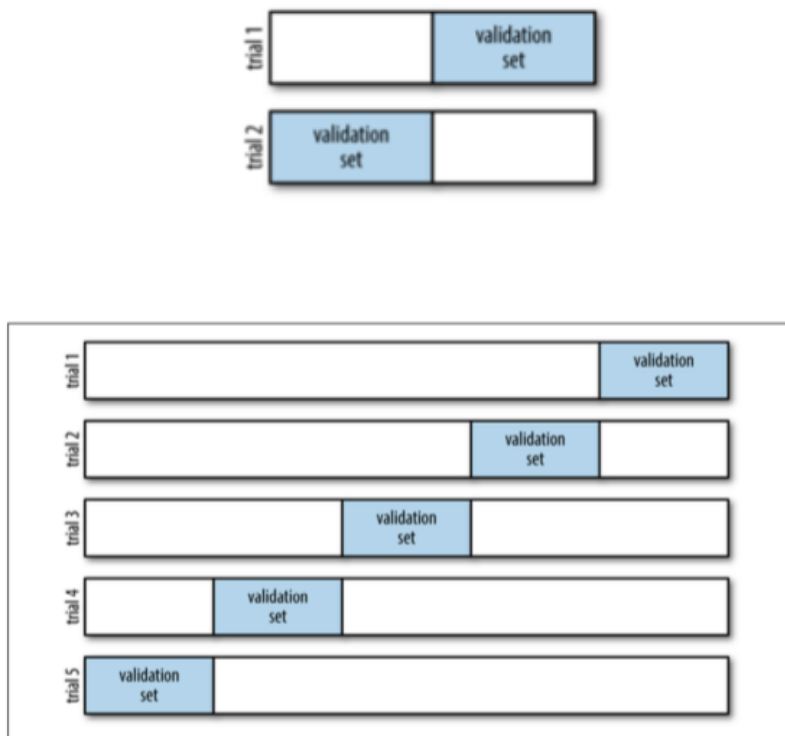 trial 1
validation
set
trial 2
validation
set
trial 1
validation
set
trial 2
validation
set
trial 3
validation
set
trial 4
validation
set
trial 5
validation
set